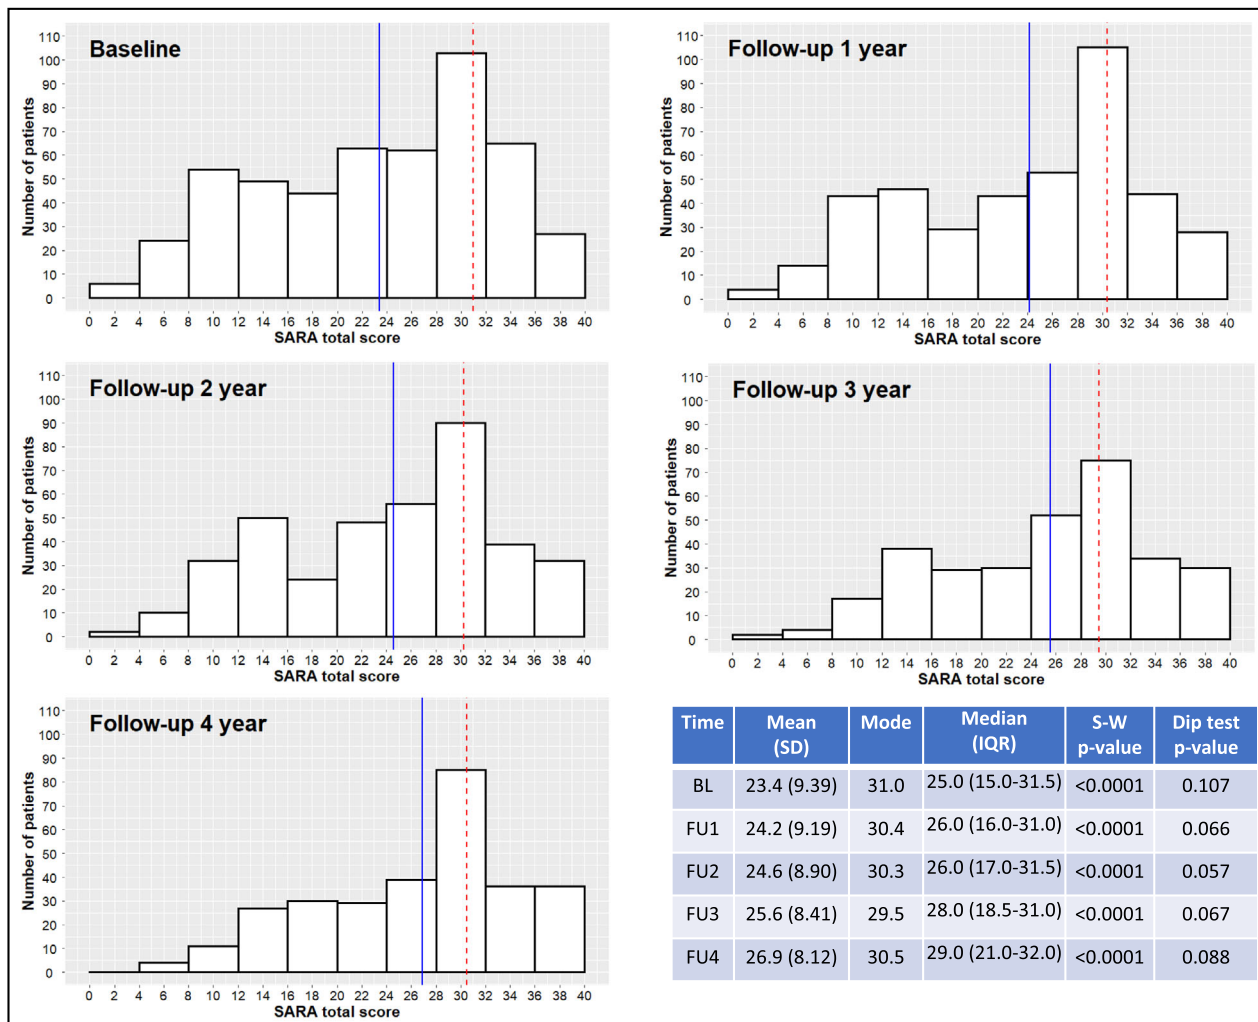 Baseline
Number of patients
110
100
90
80
70
60
50
40
30
20
10
0
0 2 4 6 8 10 12 14 16 18 20 22 24 26 28 30 32 34 36 38 40
SARA total score
Follow-up 1 year
Number of patients
110
100
90
80
70
60
50
40
30
20
10
0
0 2 4 6 8 10 12 14 16 18 20 22 24 26 28 30 32 34 36 38 40
SARA total score
Follow-up 2 year
Number of patients
110
100
90
80
70
60
50
40
30
20
10
0
0 2 4 6 8 10 12 14 16 18 20 22 24 26 28 30 32 34 36 38 40
SARA total score
Follow-up 3 year
Number of patients
110
100
90
80
70
60
50
40
30
20
10
0
0 2 4 6 8 10 12 14 16 18 20 22 24 26 28 30 32 34 36 38 40
SARA total score
Follow-up 4 year
Number of patients
110
100
90
80
70
60
50
40
30
20
10
0
0 2 4 6 8 10 12 14 16 18 20 22 24 26 28 30 32 34 36 38 40
SARA total score
Time Mean (SD) Mode Median (IQR) S-W p-value Dip test p-value
BL 23.4 (9.39) 31.0 25.0 (15.0-31.5) <0.0001 0.107
FU1 24.2 (9.19) 30.4 26.0 (16.0-31.0) <0.0001 0.066
FU2 24.6 (8.90) 30.3 26.0 (17.0-31.5) <0.0001 0.057
FU3 25.6 (8.41) 29.5 28.0 (18.5-31.0) <0.0001 0.067
FU4 26.9 (8.12) 30.5 29.0 (21.0-32.0) <0.0001 0.088